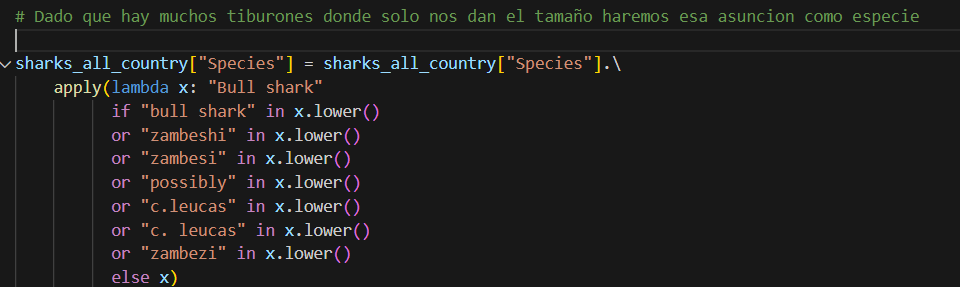 # Dado que hay muchos tiburones donde solo nos dan el tamaño haremos esa asuncion como especie
sharks_all_country["Species"] = sharks_all_country["Species"].\
apply(lambda x: "Bull shark"
if "bull shark" in x.lower()
or "zambeshi" in x.lower()
or "zambesi" in x.lower()
or "possibly" in x.lower()
or "c.leucas" in x.lower()
or "c. leucas" in x.lower()
or "zambezi" in x.lower()
else x)